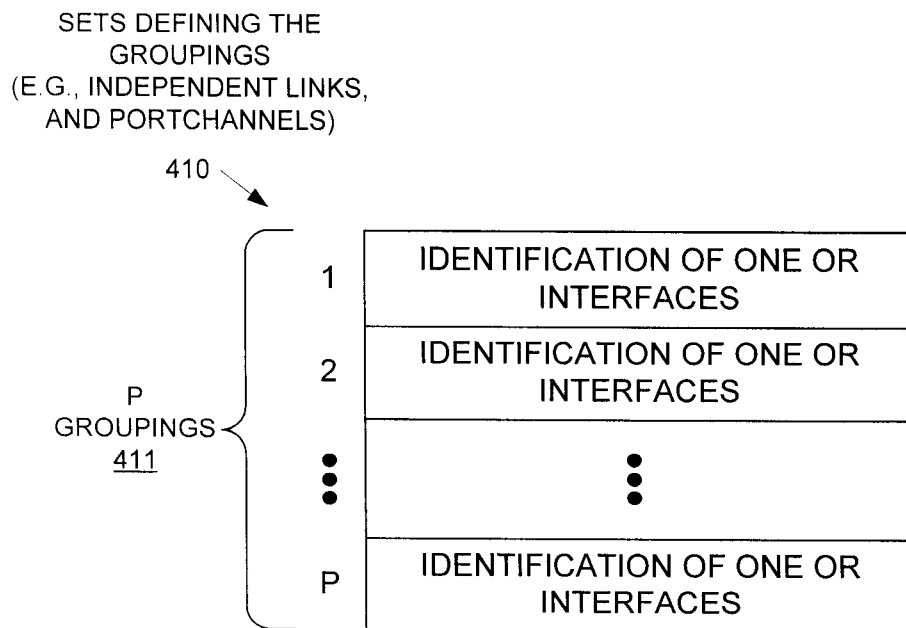 SETS DEFINING THE
GROUPINGS
(E.G., INDEPENDENT LINKS,
AND PORTCHANNELS)
410
1
IDENTIFICATION OF ONE OR
INTERFACES
2
IDENTIFICATION OF ONE OR
INTERFACES
P
GROUPINGS
411
P
IDENTIFICATION OF ONE OR
INTERFACES